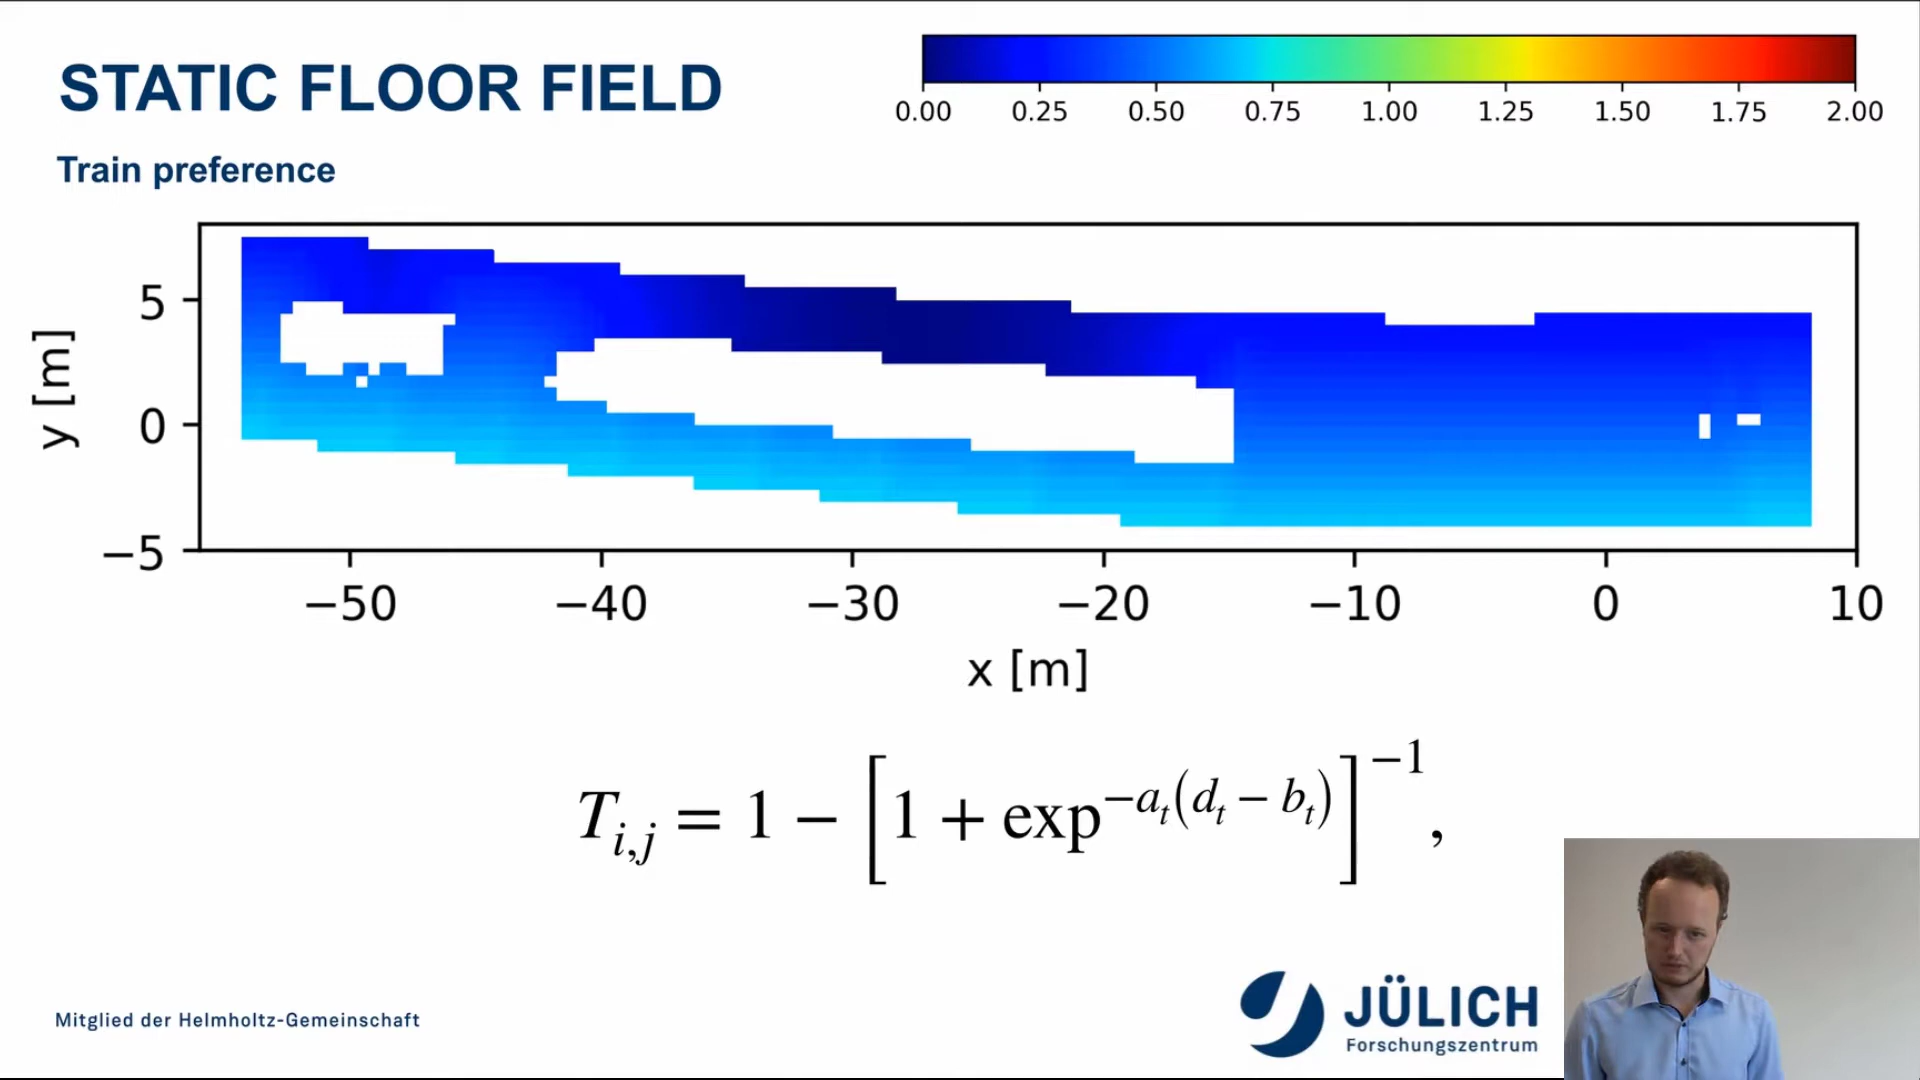 STATIC FLOOR FIELD
0.00 0.25 0.50 0.75 1.00 1.25 1.50 1.75 2.00
Train preference
5
0
−5
y [m]
−50 −40 −30 −20 −10 0 10
x [m]
T_{i,j} = 1 − [1 + exp^{−a_t(d_t − b_t)}]^{−1},
JÜLICH
Forschungszentrum
Mitglied der Helmholtz-Gemeinschaft